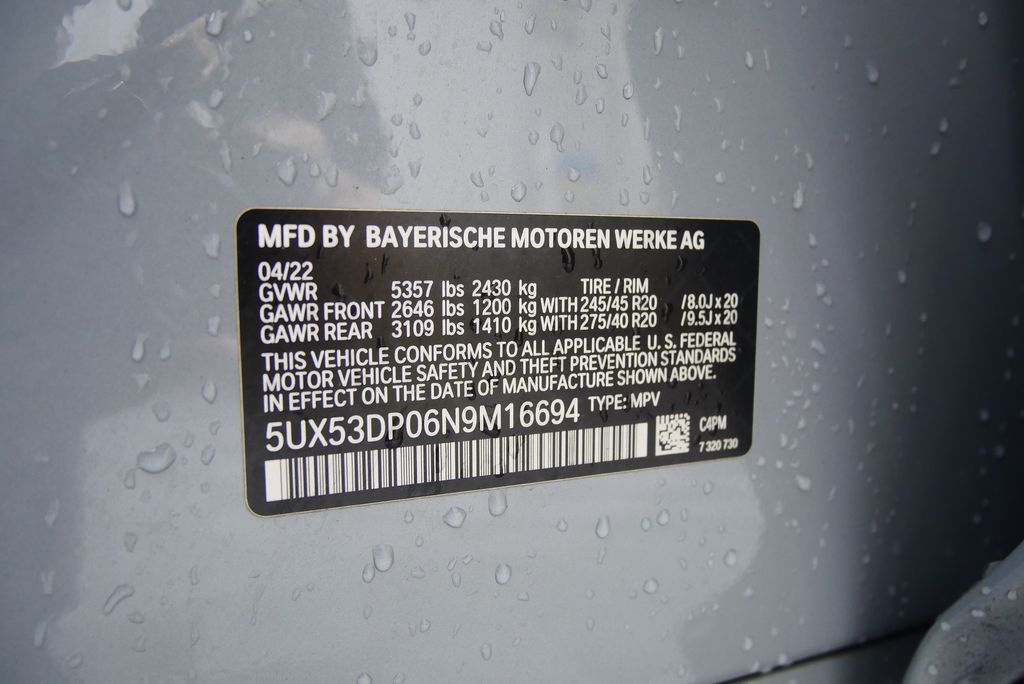 MFD BY BAYERISCHE MOTOREN WERKE AG
04/22
GVWR 5357 lbs 2430 kg TIRE / RIM
GAWR FRONT 2646 lbs 1200 kg WITH 245/45 R20 /8.0J x 20
GAWR REAR 3109 lbs 1410 kg WITH 275/40 R20 /9.5J x 20
THIS VEHICLE CONFORMS TO ALL APPLICABLE U.S. FEDERAL
MOTOR VEHICLE SAFETY AND THEFT PREVENTION STANDARDS
IN EFFECT ON THE DATE OF MANUFACTURE SHOWN ABOVE.
5UX53DP06N9M16694 TYPE: MPV
C4PM
7 320 730